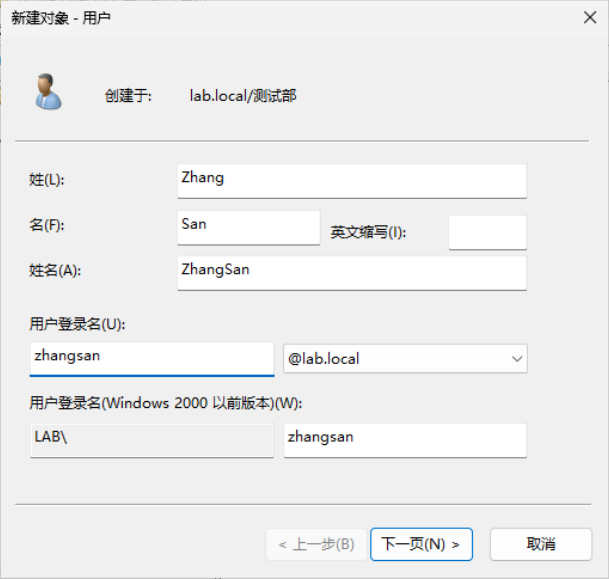 新建对象 - 用户
创建于: lab.local/测试部
姓(L): Zhang
名(F): San 英文缩写(I):
姓名(A): ZhangSan
用户登录名(U):
zhangsan @lab.local
用户登录名(Windows 2000 以前版本)(W):
LAB\ zhangsan
< 上一步(B) 下一页(N) > 取消